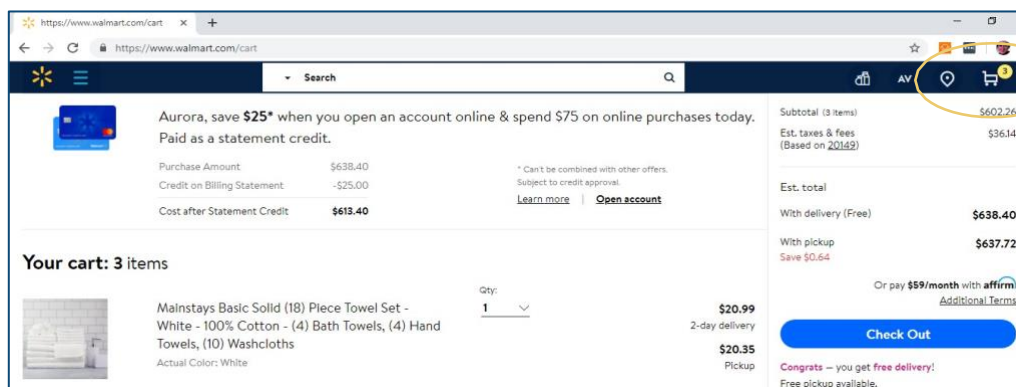 https://www.walmart.com/cart
https://www.walmart.com/cart
Search
AV
3
Aurora, save $25* when you open an account online & spend $75 on online purchases today.
Paid as a statement credit.
Purchase Amount $638.40
Credit on Billing Statement -$25.00
Cost after Statement Credit $613.40
* Can't be combined with other offers.
Subject to credit approval.
Learn more | Open account
Your cart: 3 items
Mainstays Basic Solid (18) Piece Towel Set -
White - 100% Cotton - (4) Bath Towels, (4) Hand
Towels, (10) Washcloths
Actual Color: White
Qty:
1
$20.99
2-day delivery
$20.35
Pickup
Subtotal (3 items) $602.26
Est. taxes & fees $36.14
(Based on 20149)
Est. total
With delivery (Free) $638.40
With pickup $637.72
Save $0.64
Or pay $59/month with affirm
Additional Terms
Check Out
Congrats – you get free delivery!
Free pickup available.